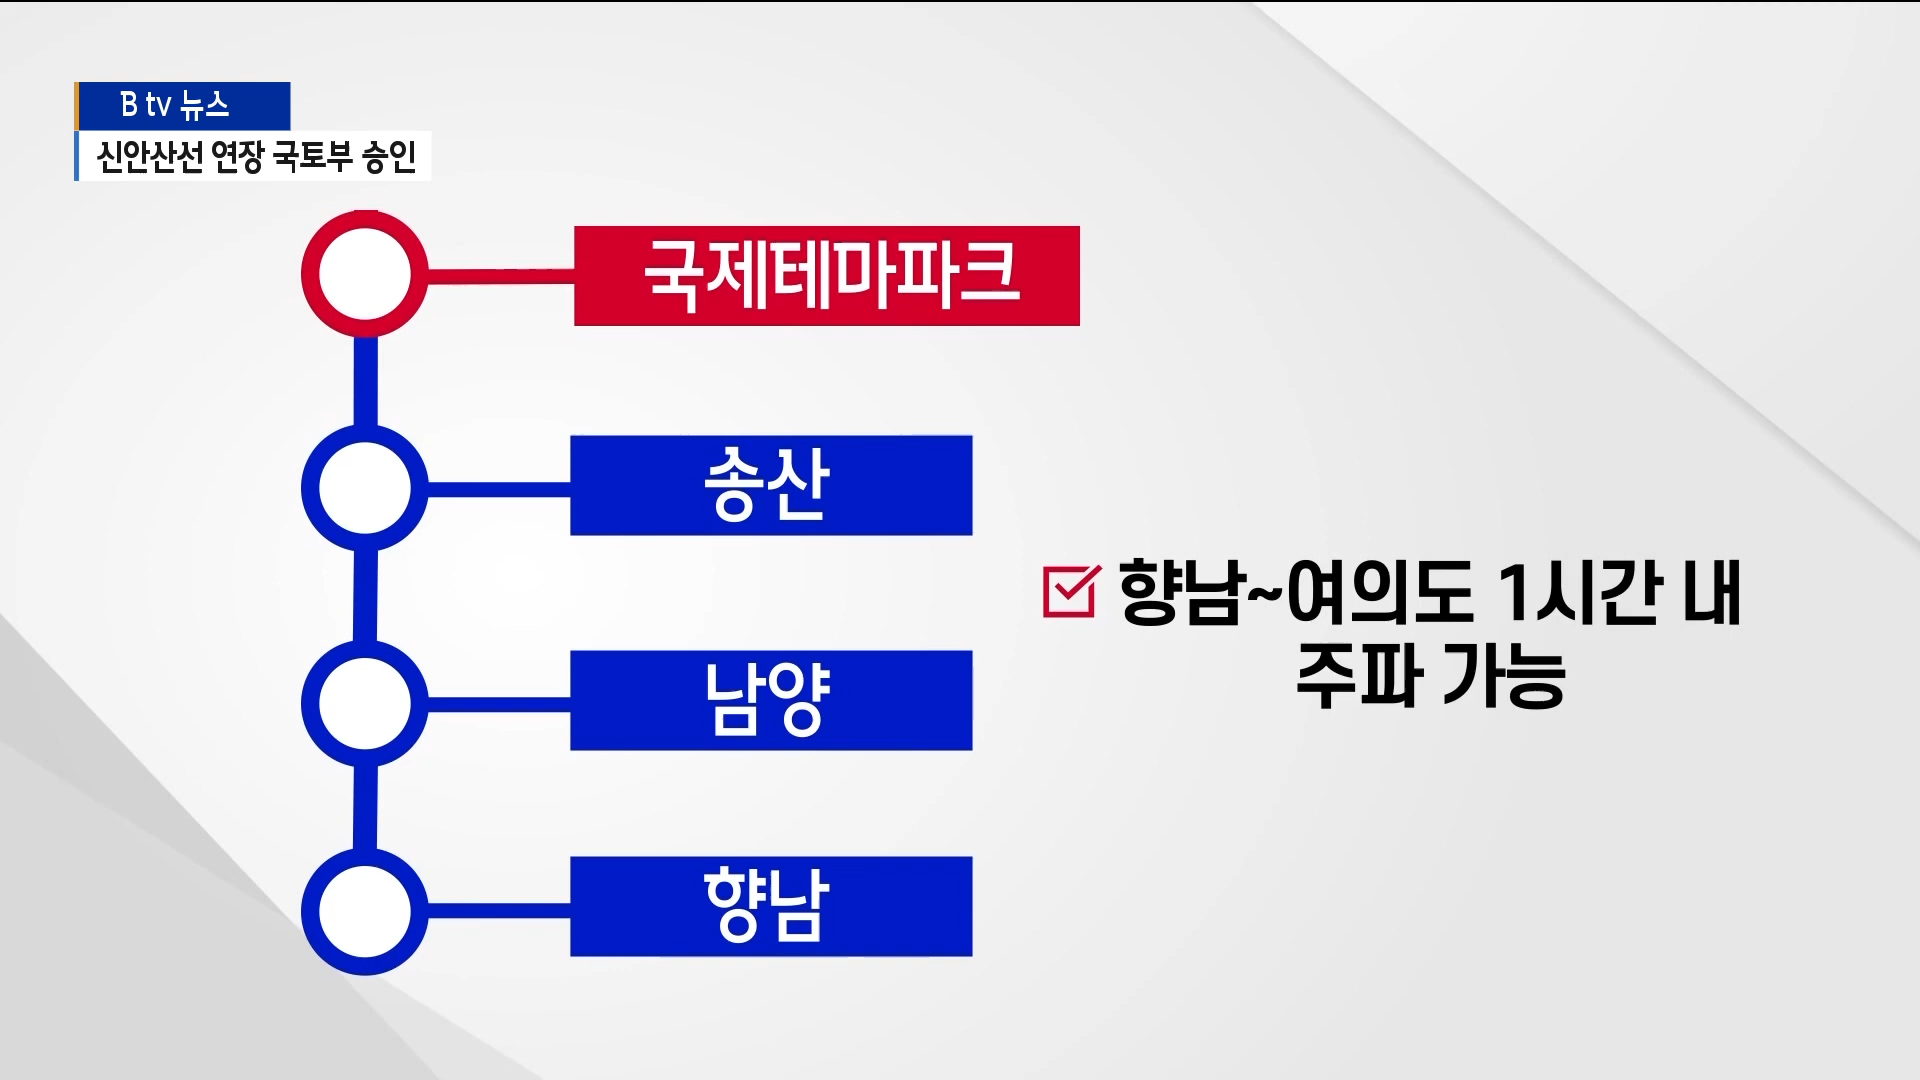 B tv 뉴스
신안산선 연장 국토부 승인
국제테마파크
송산
남양
향남
향남~여의도 1시간 내
주파 가능